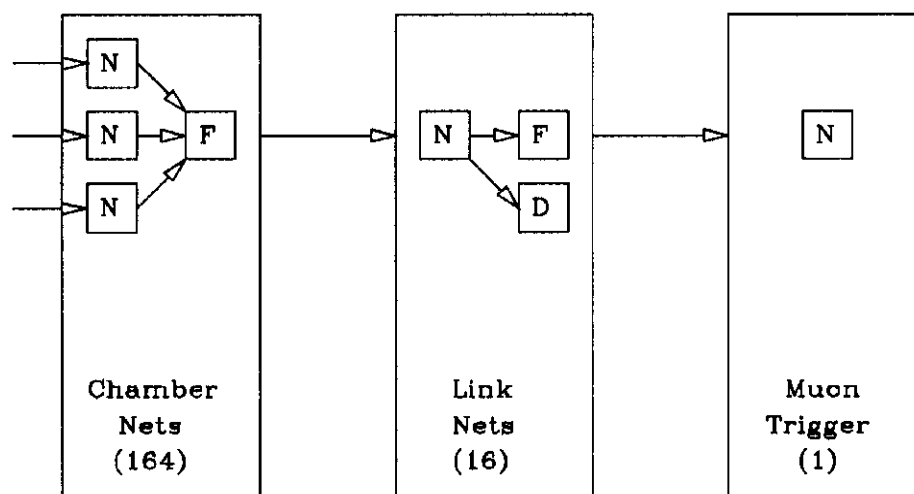 N
N F N F N
N D
Chamber Nets (164)
Link Nets (16)
Muon Trigger (1)